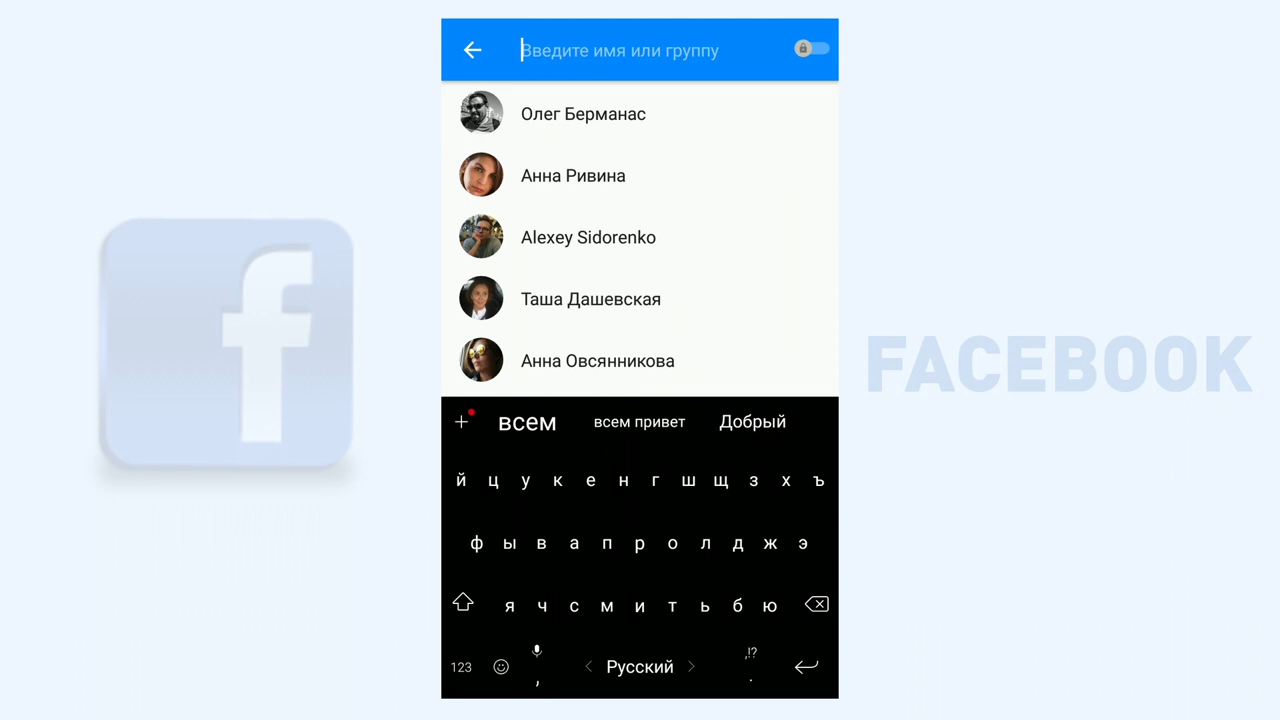 Введите имя или группу
Олег Берманас
Анна Ривина
Alexey Sidorenko
Таша Дашевская
Анна Овсянникова
f
FACEBOOK
+ всем всем привет Добрый
й ц у к е н г ш щ з х ъ
ф ы в а п р о л д ж э
я ч с м и т ь б ю
123 , < Русский > ,!? .